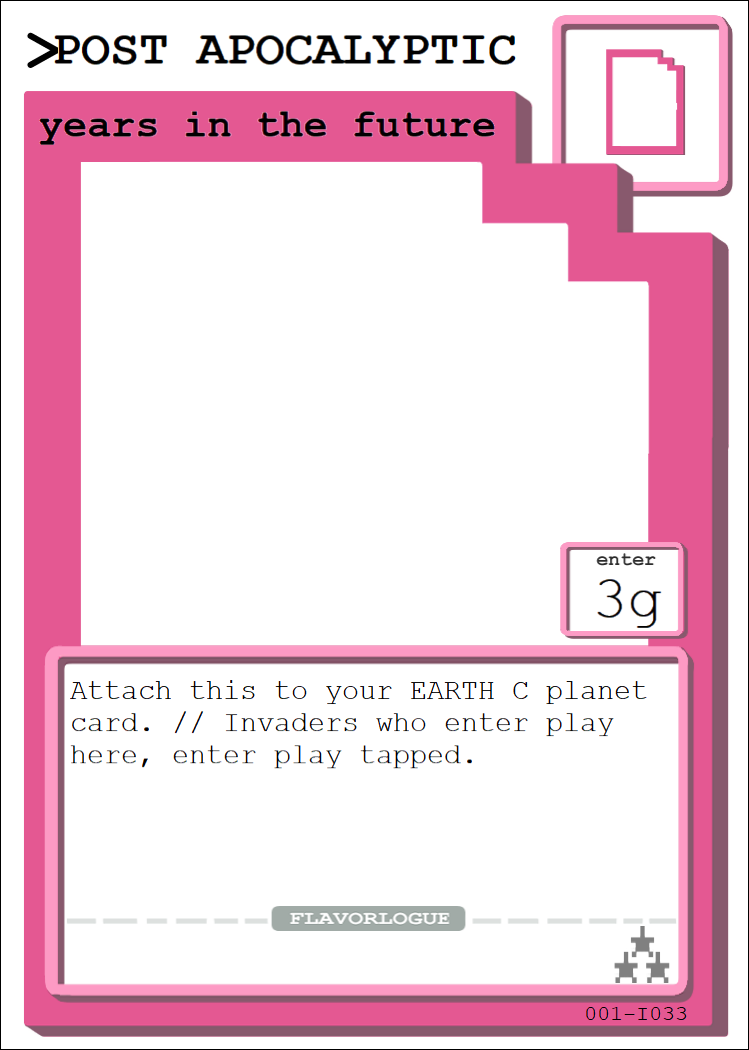 >POST APOCALYPTIC
years in the future
enter
3g
Attach this to your EARTH C planet
card. // Invaders who enter play
here, enter play tapped.
FLAVORLOGUE
001-I033